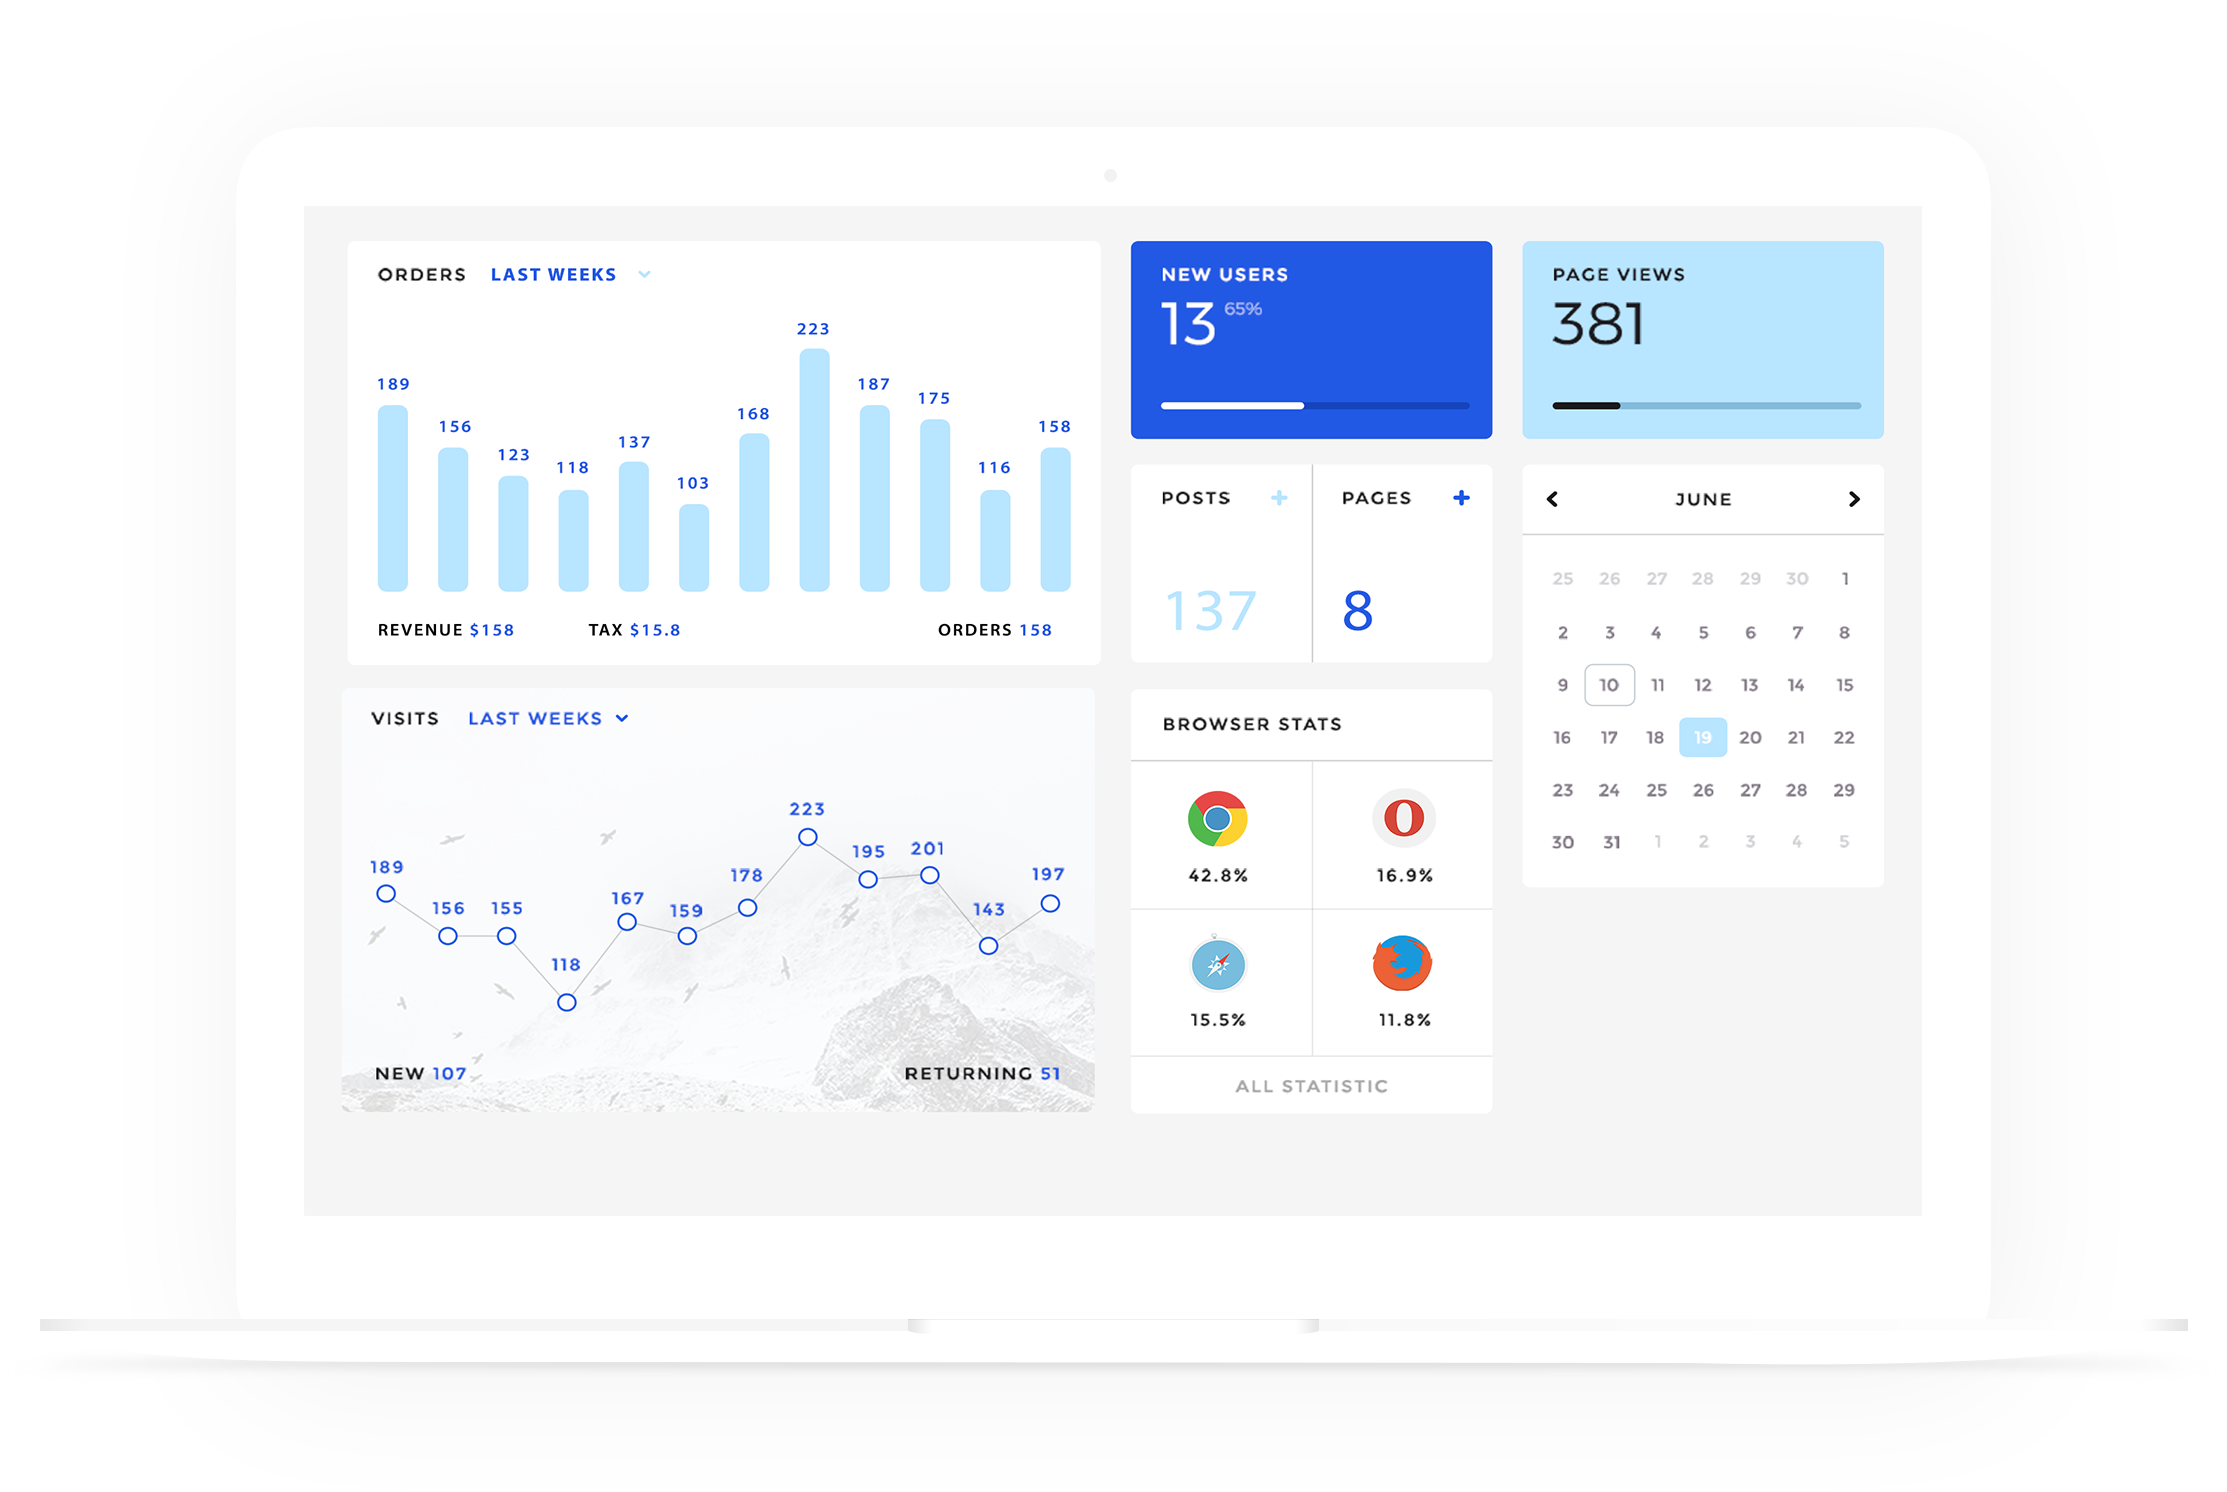 ORDERS LAST WEEKS
223
189
187
175
168
156
158
137
123
118
116
103
REVENUE $158 TAX $15.8 ORDERS 158
NEW USERS
13 65%
PAGE VIEWS
381
POSTS
137
PAGES
8
JUNE
25 26 27 28 29 30 1
2 3 4 5 6 7 8
9 10 11 12 13 14 15
16 17 18 19 20 21 22
23 24 25 26 27 28 29
30 31 1 2 3 4 5
VISITS LAST WEEKS
223
195 201
189
178
197
167
156 155
159
143
118
NEW 107 RETURNING 51
BROWSER STATS
42.8% 16.9%
15.5% 11.8%
ALL STATISTIC